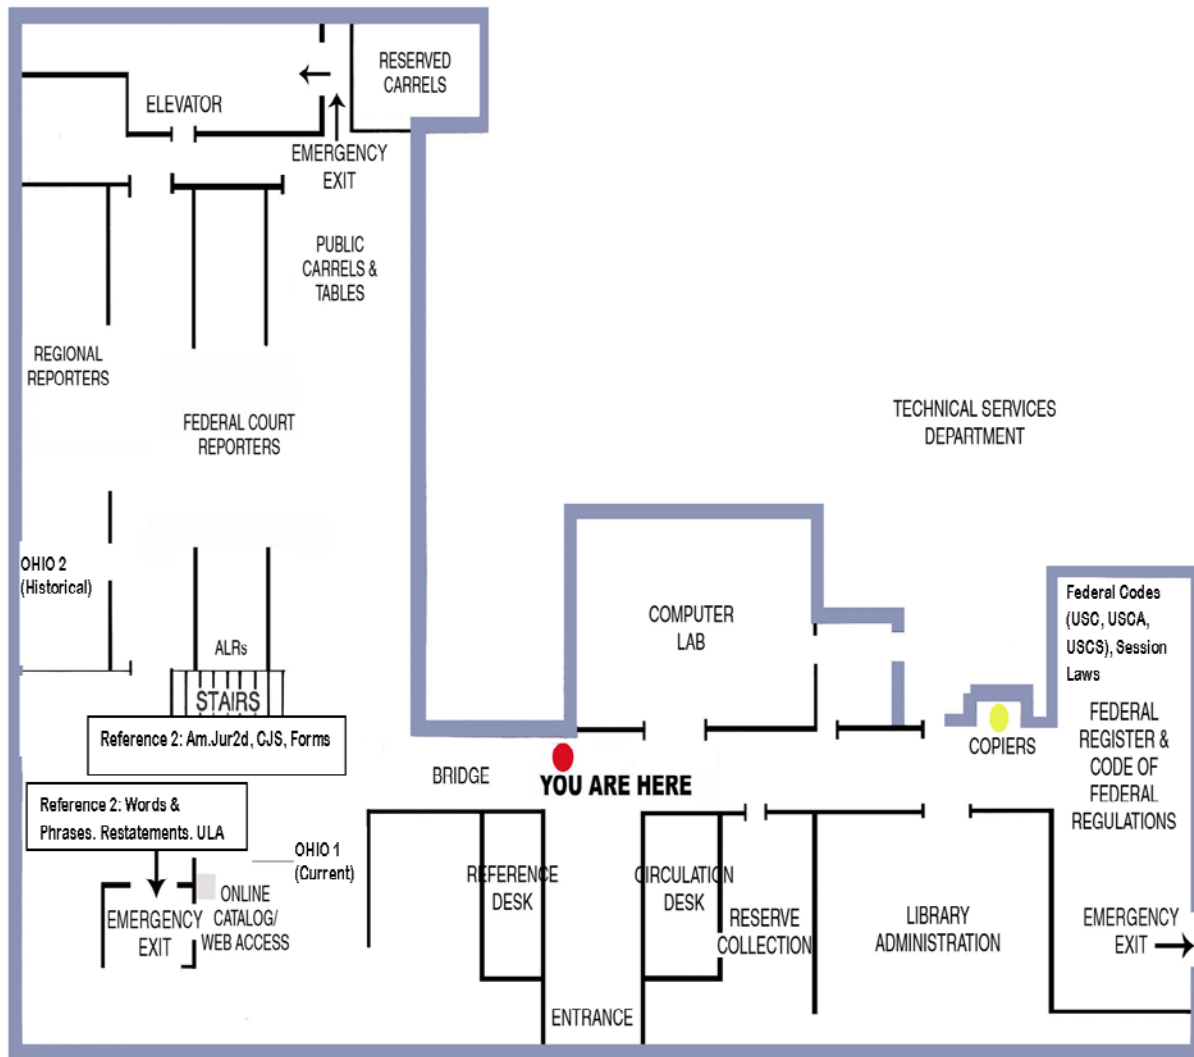 RESERVED
CARRELS
ELEVATOR
EMERGENCY
EXIT
PUBLIC
CARRELS &
TABLES
REGIONAL
REPORTERS
FEDERAL COURT
REPORTERS
TECHNICAL SERVICES
DEPARTMENT
OHIO 2
(Historical)
ALRs
STAIRS
Reference 2: Am.Jur2d, CJS, Forms
COMPUTER
LAB
Federal Codes
(USC, USCA,
USCS), Session
Laws
FEDERAL
REGISTER &
CODE OF
FEDERAL
REGULATIONS
COPIERS
BRIDGE
YOU ARE HERE
Reference 2: Words &
Phrases. Restatements. ULA
OHIO 1
(Current)
ONLINE
CATALOG/
WEB ACCESS
EMERGENCY
EXIT
REFERENCE
DESK
CIRCULATION
DESK
RESERVE
COLLECTION
LIBRARY
ADMINISTRATION
EMERGENCY
EXIT
ENTRANCE